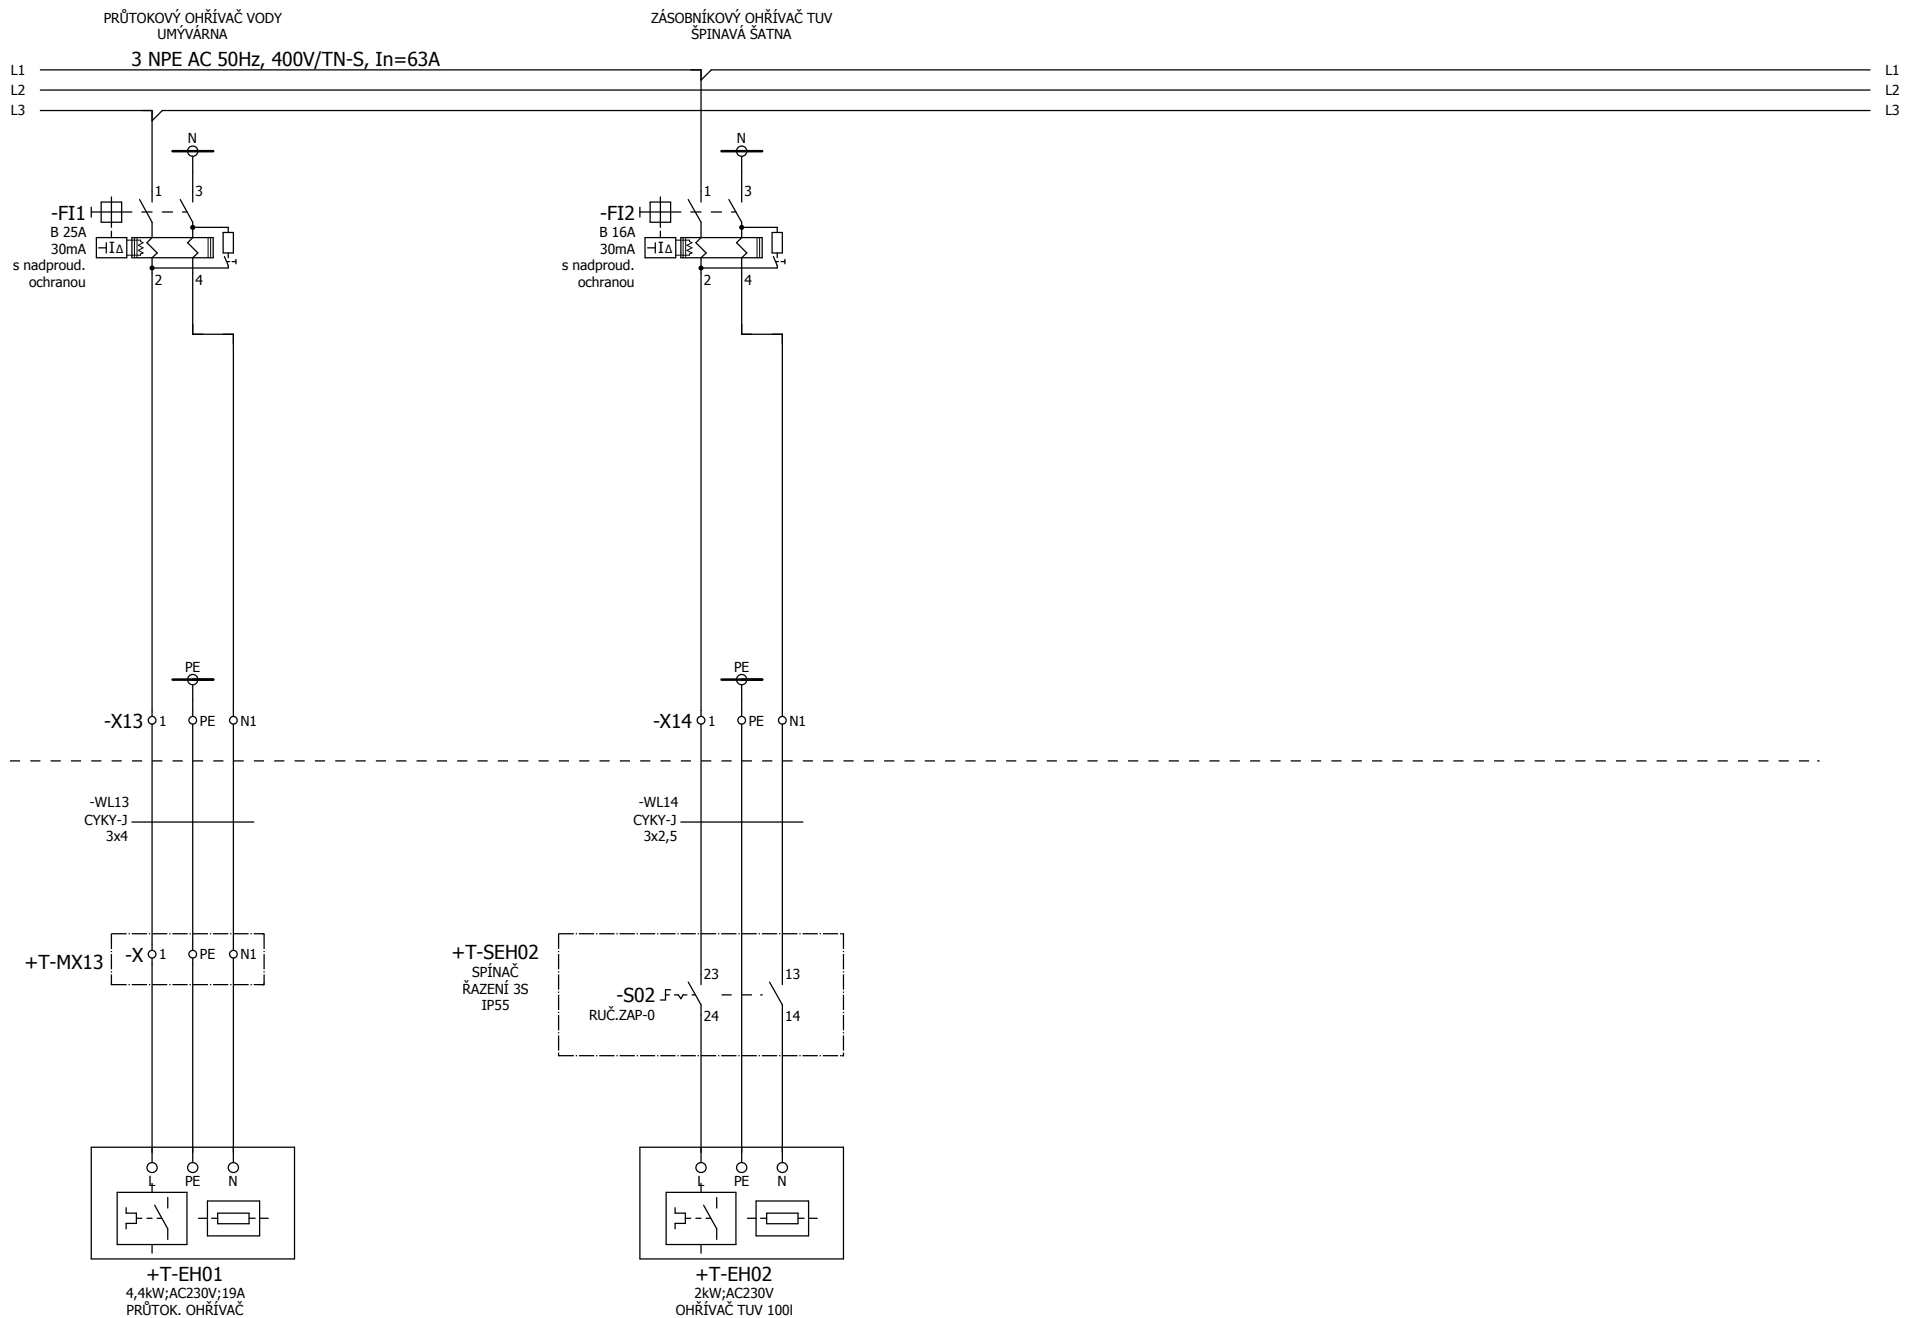 PRŮTOKOVÝ OHŘÍVAČ VODY
UMÝVÁRNA
ZÁSOBNÍKOVÝ OHŘÍVAČ TUV
ŠPINAVÁ ŠATNA
3 NPE AC 50Hz, 400V/TN-S, In=63A
L1
L1
L2
L2
L3
L3
N
N
1
3
-FI1
B 25A
30mA
s nadproud.
ochranou
I∆
2
4
1
3
-FI2
B 16A
30mA
s nadproud.
ochranou
I∆
2
4
PE
PE
-X13
1
PE
N1
-X14
1
PE
N1
-WL13
CYKY-J
3x4
-WL14
CYKY-J
3x2,5
+T-MX13
-X
1
PE
N1
+T-SEH02
SPÍNAČ
ŘAZENÍ 3S
IP55
-S02
RUČ.ZAP-0
23
13
24
14
L
PE
N
L
PE
N
+T-EH01
4,4kW;AC230V;19A
PRŮTOK. OHŘÍVAČ
+T-EH02
2kW;AC230V
OHŘÍVAČ TUV 100l